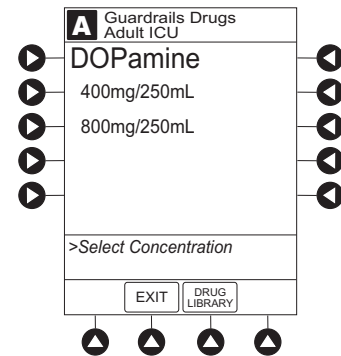 A Guardrails Drugs
Adult ICU
DOPamine
400mg/250mL
800mg/250mL
>Select Concentration
EXIT DRUG
LIBRARY